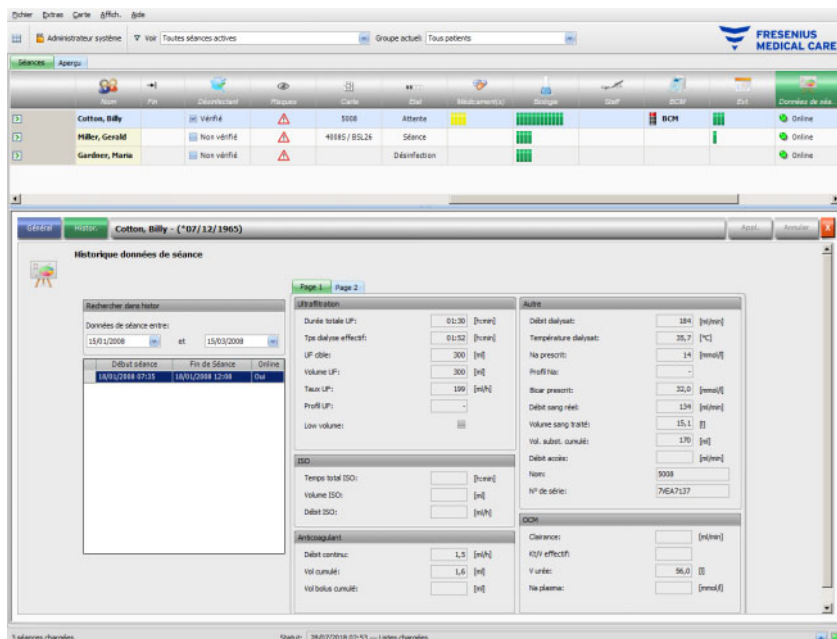 Fichier Extras Carte Affich. Aide
Administrateur système Voir Toutes séances actives Groupe actuel: Tous patients
FRESENIUS
MEDICAL CARE
Séances Aperçu
Nom Fin Désinfectant Risques Carte Etat Médicament(s) Biologie Staff BCM Evt. Données de séa.
Cotton, Billy Vérifié 5008 Attente BCM Online
Miller, Gerald Non vérifié 4008S / BSL26 Séance Online
Gardner, Maria Non vérifié Désinfection Online
Général Histor. Cotton, Billy - (*07/12/1965) Appl. Annuler X
Historique données de séance
Page 1 Page 2
Rechercher dans histor
Données de séance entre:
15/01/2008 et 15/03/2008
Début séance Fin de Séance Online
18/01/2008 07:35 18/01/2008 12:08 Oui
Ultrafiltration
Durée totale UF: 01:30 [h:min]
Tps dialyse effectif: 01:52 [h:min]
UF cible: 300 [ml]
Volume UF: 300 [ml]
Taux UF: 199 [ml/h]
Profil UF: -
Low volume:
ISO
Temps total ISO: [h:min]
Volume ISO: [ml]
Débit ISO: [ml/h]
Anticoagulant
Débit continu: 1,5 [ml/h]
Vol cumulé: 1,6 [ml]
Vol bolus cumulé: [ml]
Autre
Débit dialysat: 184 [ml/min]
Température dialysat: 35,7 [°C]
Na prescrit: 14 [mmol/l]
Profil Na: -
Bicar prescrit: 32,0 [mmol/l]
Débit sang réel: 134 [ml/min]
Volume sang traité: 15,1 [l]
Vol. subst. cumulé: 170 [ml]
Débit accès: [ml/min]
Nom: 5008
N° de série: 7VEA7137
OCM
Clairance: [ml/min]
Kt/V effectif:
V urée: 56,0 [l]
Na plasma: [mmol/l]
3 séances chargées Statut: 28/02/2018 02:53 — Listes chargées